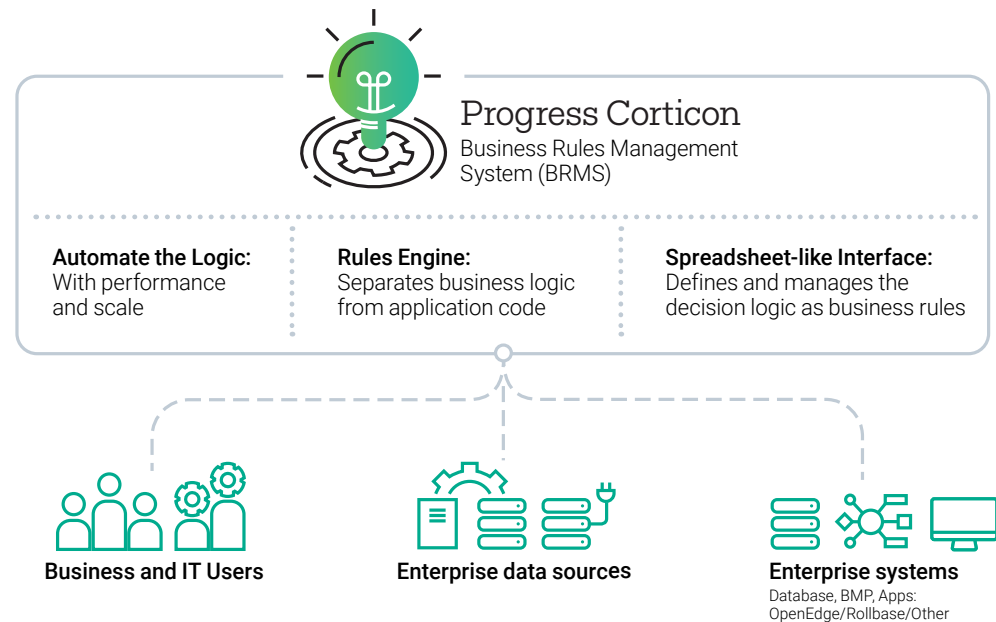 Progress Corticon
Business Rules Management
System (BRMS)
Automate the Logic:
With performance
and scale
Rules Engine:
Separates business logic
from application code
Spreadsheet-like Interface:
Defines and manages the
decision logic as business rules
Business and IT Users
Enterprise data sources
Enterprise systems
Database, BMP, Apps:
OpenEdge/Rollbase/Other